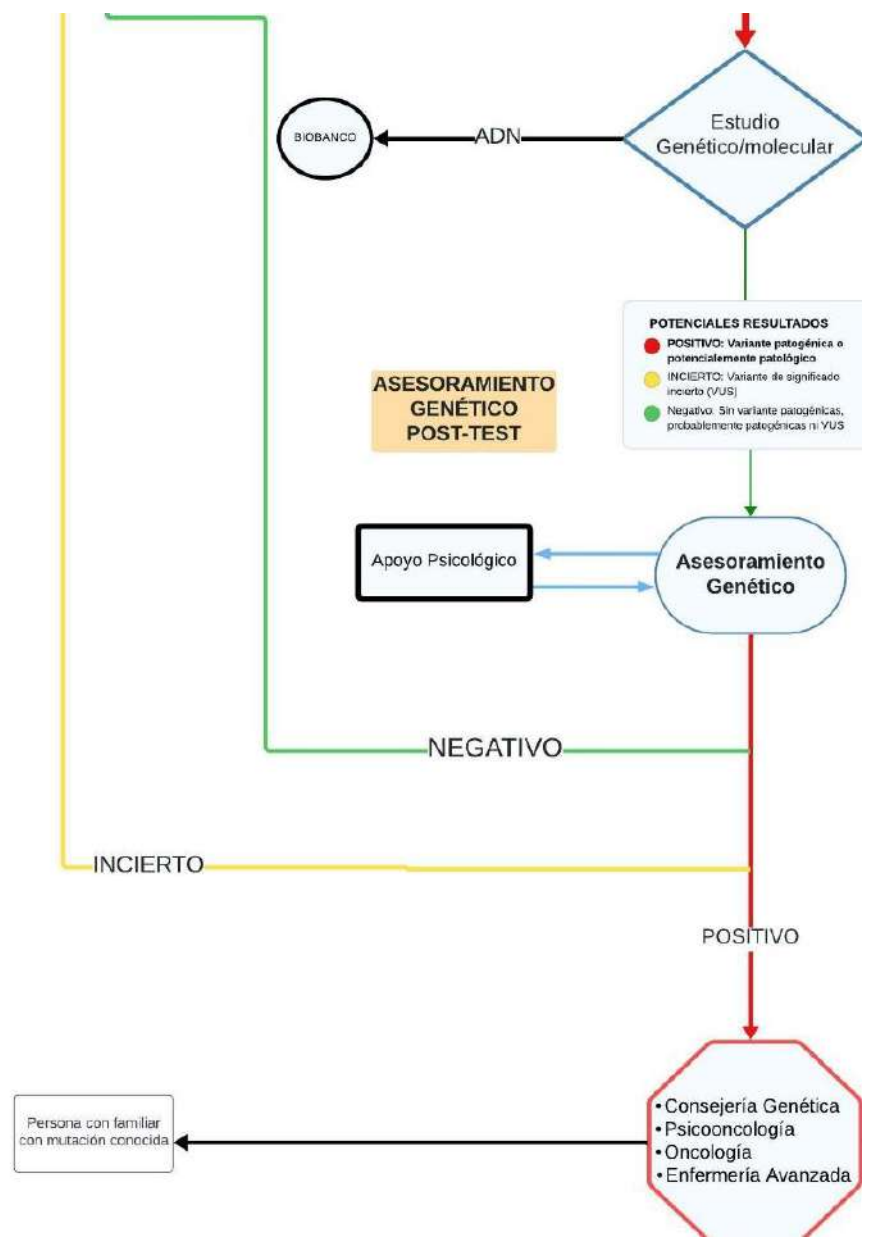 Estudio
Genético/molecular
ADN
BIOBANCO
POTENCIALES RESULTADOS
POSITIVO: Variante patogénica o
potencialemente patológico
INCIERTO: Variante de significado
incierto (VUS)
Negativo: Sin variante patogénicas,
probablemente patogénicas ni VUS
ASESORAMIENTO
GENÉTICO
POST-TEST
Apoyo Psicológico
Asesoramiento
Genético
NEGATIVO
INCIERTO
POSITIVO
• Consejería Genética
• Psicooncología
• Oncología
• Enfermería Avanzada
Persona con familiar
con mutación conocida